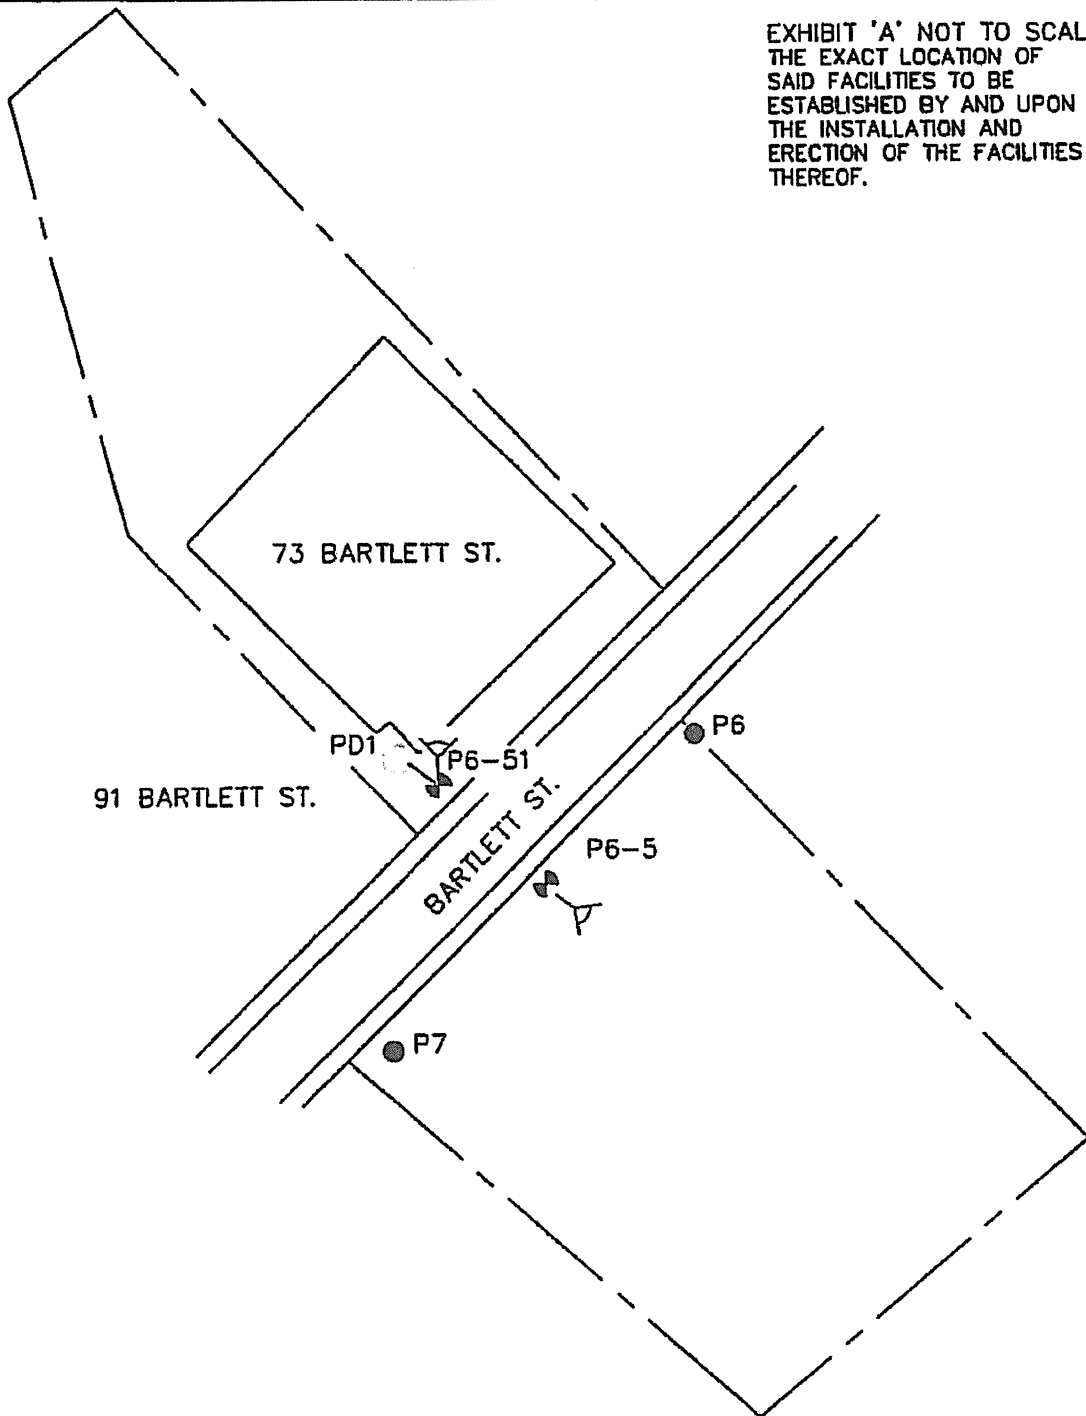 EXHIBIT 'A' NOT TO SCAL
THE EXACT LOCATION OF
SAID FACILITIES TO BE
ESTABLISHED BY AND UPON
THE INSTALLATION AND
ERECTION OF THE FACILITIES
THEREOF.
73 BARTLETT ST.
PD1
P6-51
P6
91 BARTLETT ST.
BARTLETT ST.
P6-5
P7